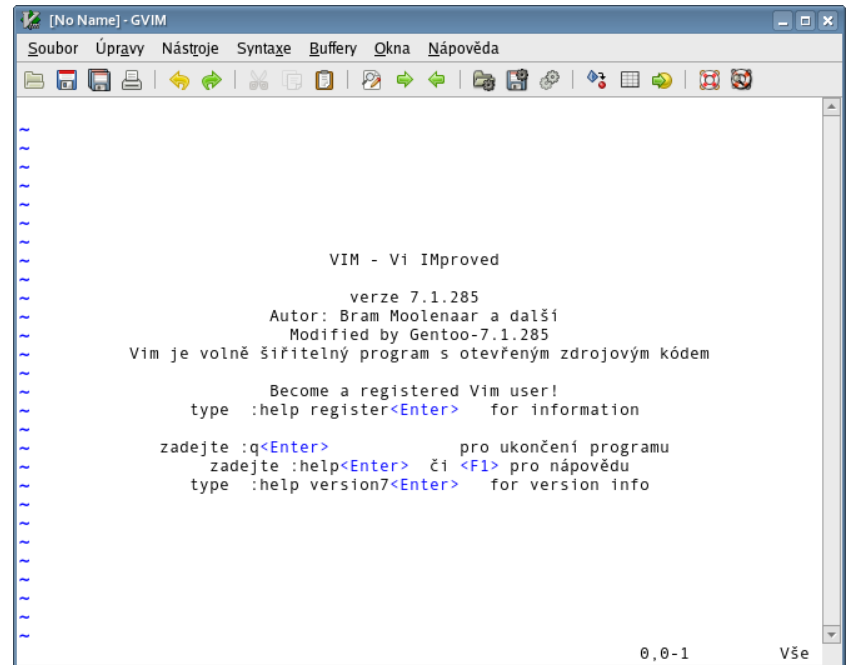 [No Name] - GVIM
Soubor Úpravy Nástroje Syntaxe Buffery Okna Nápověda
~
~
~
~
~
~
~
~ VIM - Vi IMproved
~
~ verze 7.1.285
~ Autor: Bram Moolenaar a další
~ Modified by Gentoo-7.1.285
~ Vim je volně šířitelný program s otevřeným zdrojovým kódem
~
~ Become a registered Vim user!
~ type :help register<Enter> for information
~
~ zadejte :q<Enter> pro ukončení programu
~ zadejte :help<Enter> či <F1> pro nápovědu
~ type :help version7<Enter> for version info
~
~
~
~
~
~
~
~
0,0-1 Vše